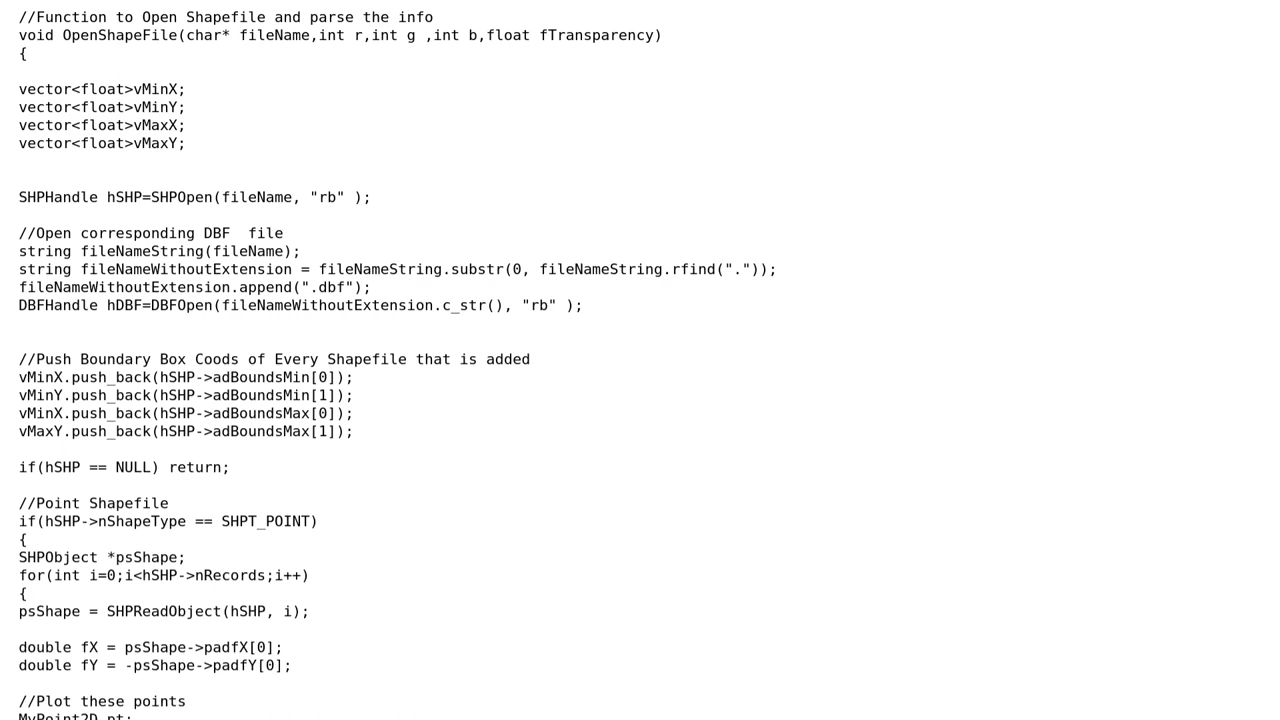 //Function to Open Shapefile and parse the info
void OpenShapeFile(char* fileName,int r,int g ,int b,float fTransparency)
{
vector<float>vMinX;
vector<float>vMinY;
vector<float>vMaxX;
vector<float>vMaxY;
SHPHandle hSHP=SHPOpen(fileName, "rb" );
//Open corresponding DBF  file
string fileNameString(fileName);
string fileNameWithoutExtension = fileNameString.substr(0, fileNameString.rfind("."));
fileNameWithoutExtension.append(".dbf");
DBFHandle hDBF=DBFOpen(fileNameWithoutExtension.c_str(), "rb" );
//Push Boundary Box Coods of Every Shapefile that is added
vMinX.push_back(hSHP->adBoundsMin[0]);
vMinY.push_back(hSHP->adBoundsMin[1]);
vMinX.push_back(hSHP->adBoundsMax[0]);
vMaxY.push_back(hSHP->adBoundsMax[1]);
if(hSHP == NULL) return;
//Point Shapefile
if(hSHP->nShapeType == SHPT_POINT)
{
SHPObject *psShape;
for(int i=0;i<hSHP->nRecords;i++)
{
psShape = SHPReadObject(hSHP, i);
double fX = psShape->padfX[0];
double fY = -psShape->padfY[0];
//Plot these points
MyPoint2D pt;